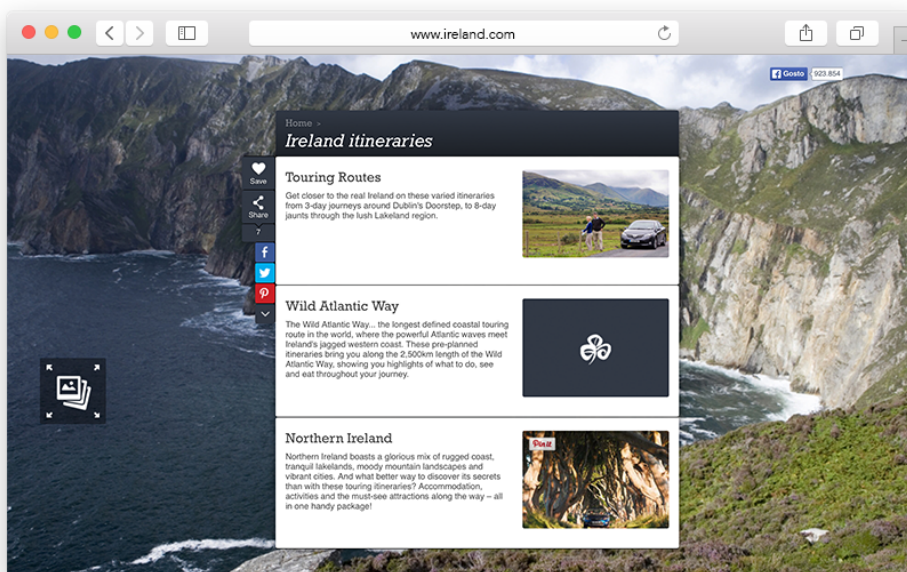 www.ireland.com
Gosto 923.854
Home >
Ireland itineraries
Save
Share
7
Touring Routes
Get closer to the real Ireland on these varied itineraries
from 3-day journeys around Dublin's Doorstep, to 8-day
jaunts through the lush Lakeland region.
Wild Atlantic Way
The Wild Atlantic Way... the longest defined coastal touring
route in the world, where the powerful Atlantic waves meet
Ireland's jagged western coast. These pre-planned
itineraries bring you along the 2,500km length of the Wild
Atlantic Way, showing you highlights of what to do, see
and eat throughout your journey.
Northern Ireland
Northern Ireland boasts a glorious mix of rugged coast,
tranquil lakelands, moody mountain landscapes and
vibrant cities. And what better way to discover its secrets
than with these touring itineraries? Accommodation,
activities and the must-see attractions along the way – all
in one handy package!
Pin it